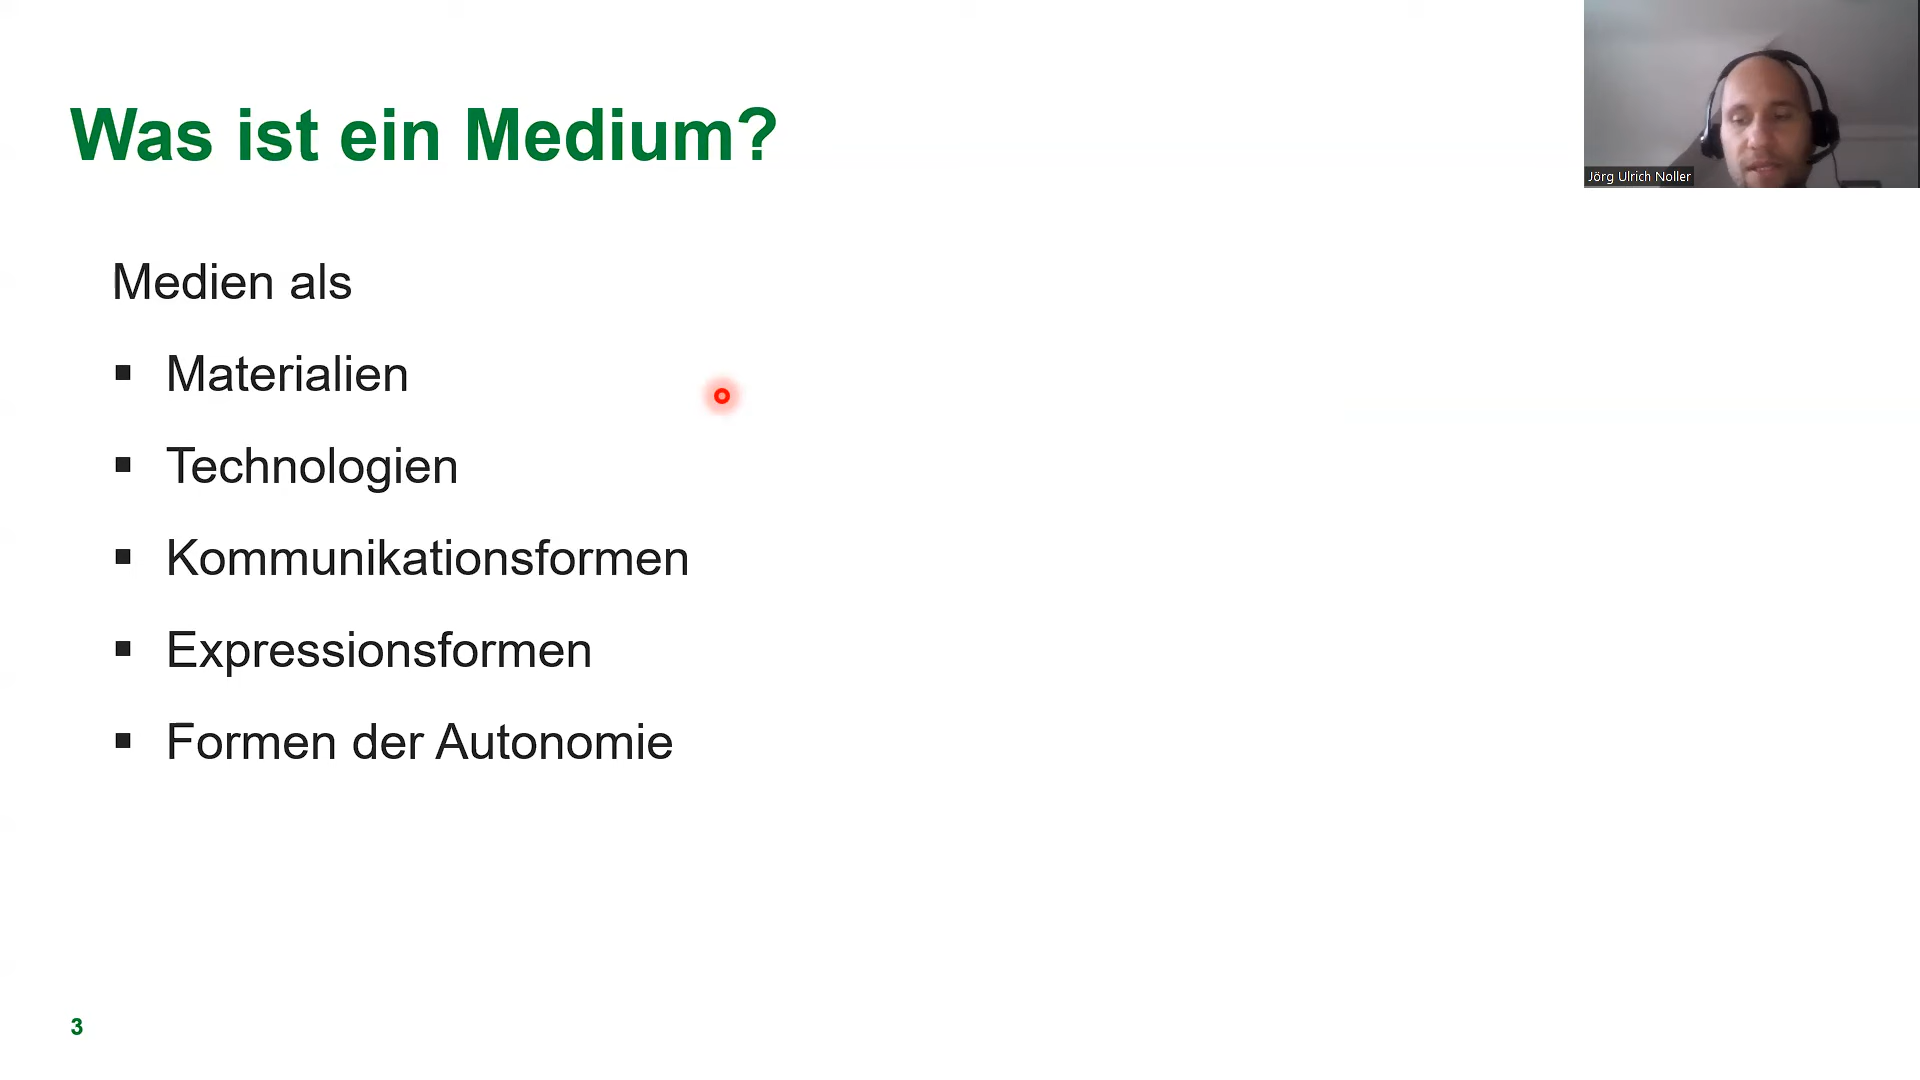 Was ist ein Medium?
Jörg Ulrich Noller
Medien als
▪ Materialien
▪ Technologien
▪ Kommunikationsformen
▪ Expressionsformen
▪ Formen der Autonomie
3